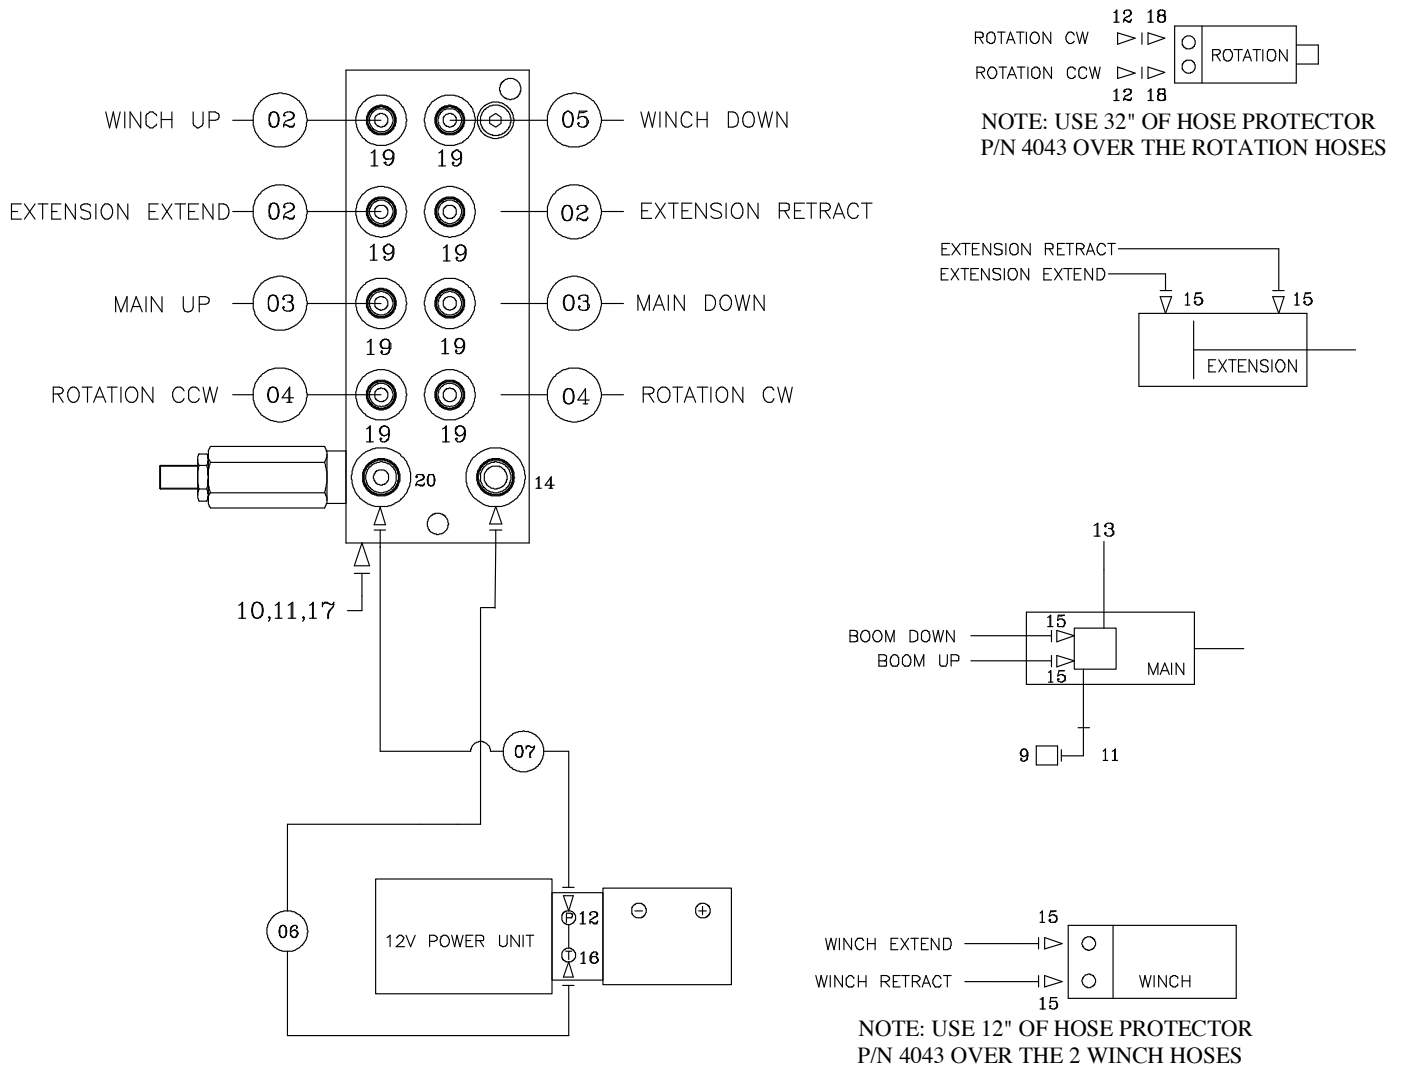 WINCH UP 02 05 WINCH DOWN
19 19
EXTENSION EXTEND 02 02 EXTENSION RETRACT
19 19
MAIN UP 03 03 MAIN DOWN
19 19
ROTATION CCW 04 04 ROTATION CW
19 19
20 14
10,11,17
07
06
12V POWER UNIT
P 12
T 16
- +
12 18
ROTATION CW
ROTATION CCW
ROTATION
12 18
NOTE: USE 32" OF HOSE PROTECTOR
P/N 4043 OVER THE ROTATION HOSES
EXTENSION RETRACT
EXTENSION EXTEND
15 15
EXTENSION
13
15
BOOM DOWN
BOOM UP
MAIN
15
9 11
15
WINCH EXTEND
WINCH RETRACT
WINCH
15
NOTE: USE 12" OF HOSE PROTECTOR
P/N 4043 OVER THE 2 WINCH HOSES